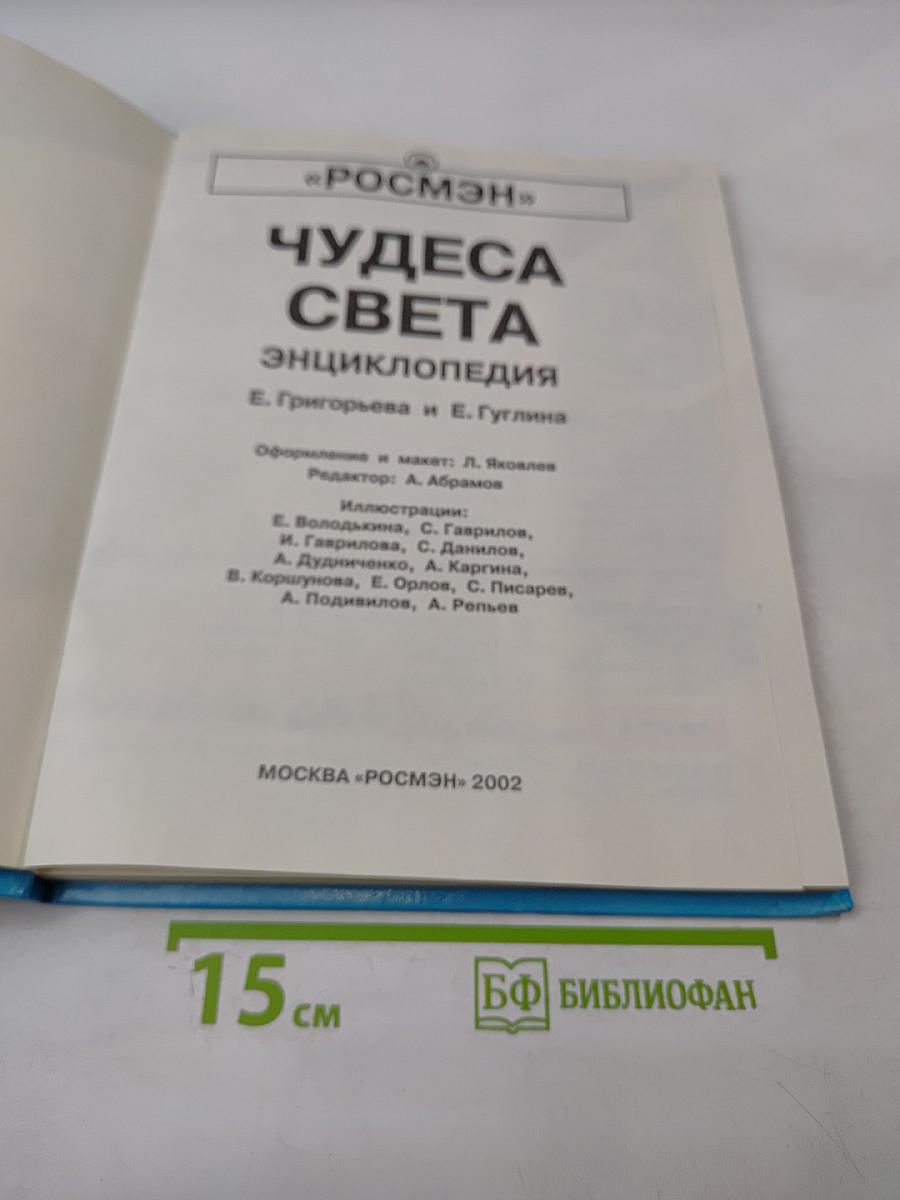 «РОСМЭН»
ЧУДЕСА
СВЕТА
ЭНЦИКЛОПЕДИЯ
Е. Григорьева и Е. Гуглина
Оформление и макет: Л. Яковлев
Редактор: А. Абрамов
Иллюстрации:
Е. Володькина, С. Гаврилов,
И. Гаврилова, С. Данилов,
А. Дудниченко, А. Каргина,
В. Коршунова, Е. Орлов, С. Писарев,
А. Подивилов, А. Репьев
МОСКВА «РОСМЭН» 2002
15 см
БФ БИБЛИОФАН